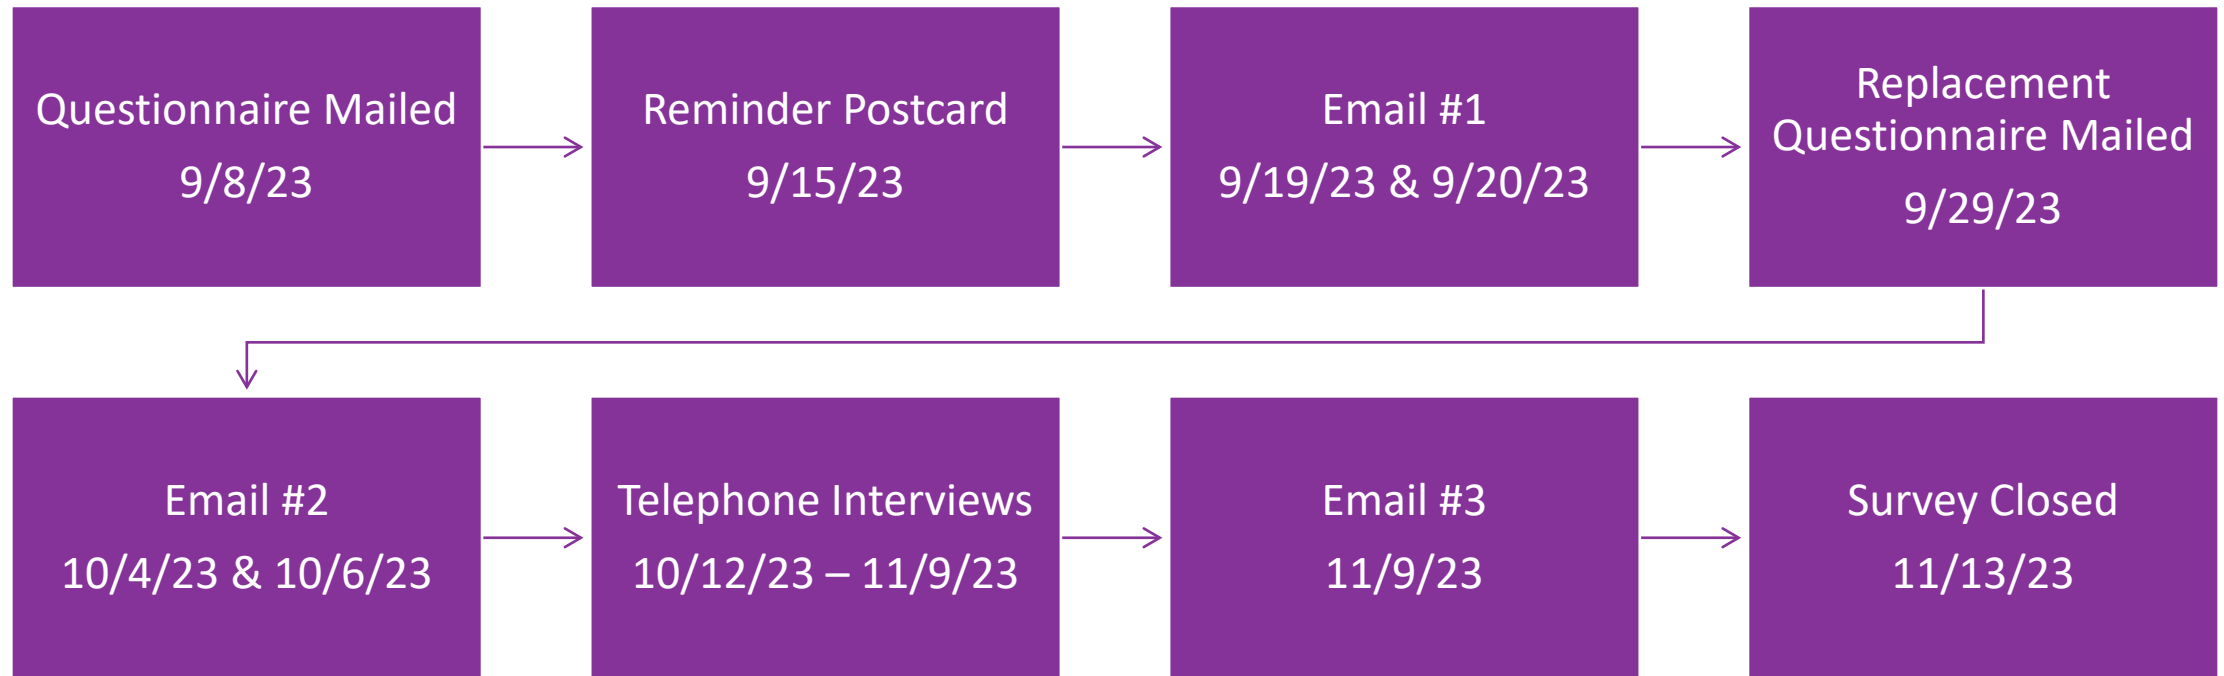 Questionnaire Mailed
9/8/23
Reminder Postcard
9/15/23
Email #1
9/19/23 & 9/20/23
Replacement
Questionnaire Mailed
9/29/23
Email #2
10/4/23 & 10/6/23
Telephone Interviews
10/12/23 – 11/9/23
Email #3
11/9/23
Survey Closed
11/13/23